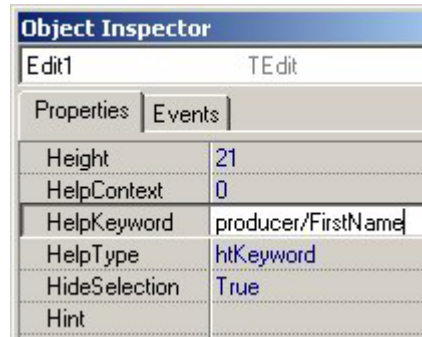 Object Inspector
Edit1 TEdit
Properties Events
Height 21
HelpContext 0
HelpKeyword producer/FirstName
HelpType htKeyword
HideSelection True
Hint